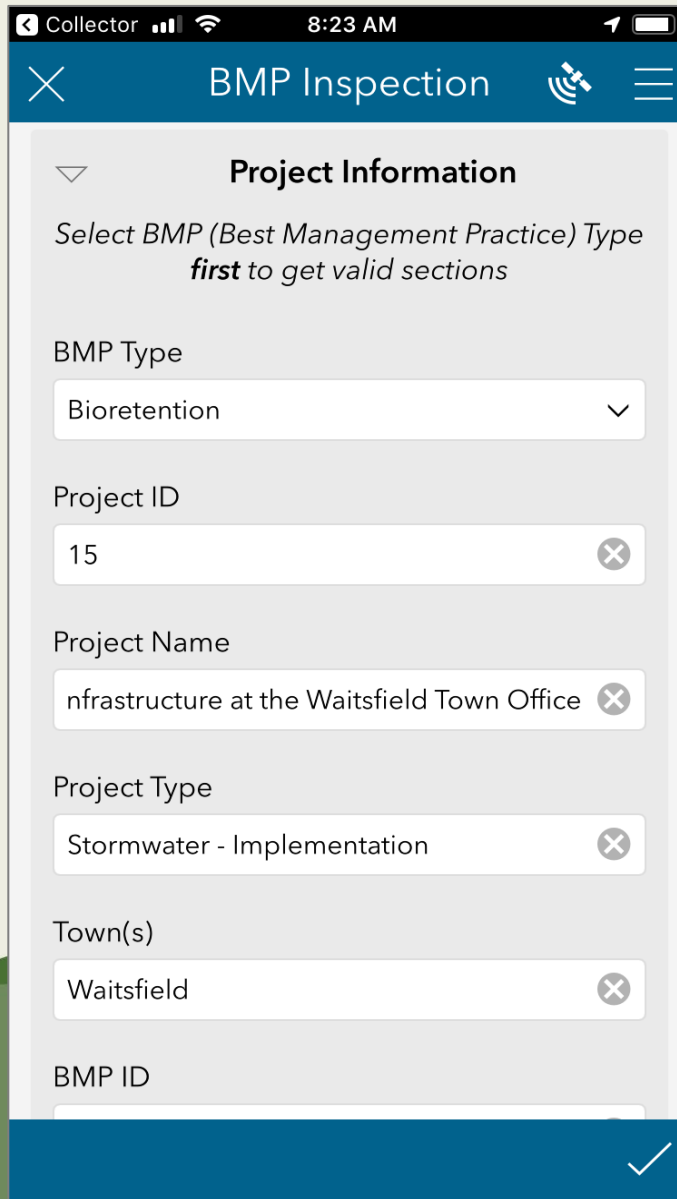 Collector 8:23 AM
BMP Inspection
Project Information
Select BMP (Best Management Practice) Type
first to get valid sections
BMP Type
Bioretention
Project ID
15
Project Name
nfrastructure at the Waitsfield Town Office
Project Type
Stormwater - Implementation
Town(s)
Waitsfield
BMP ID